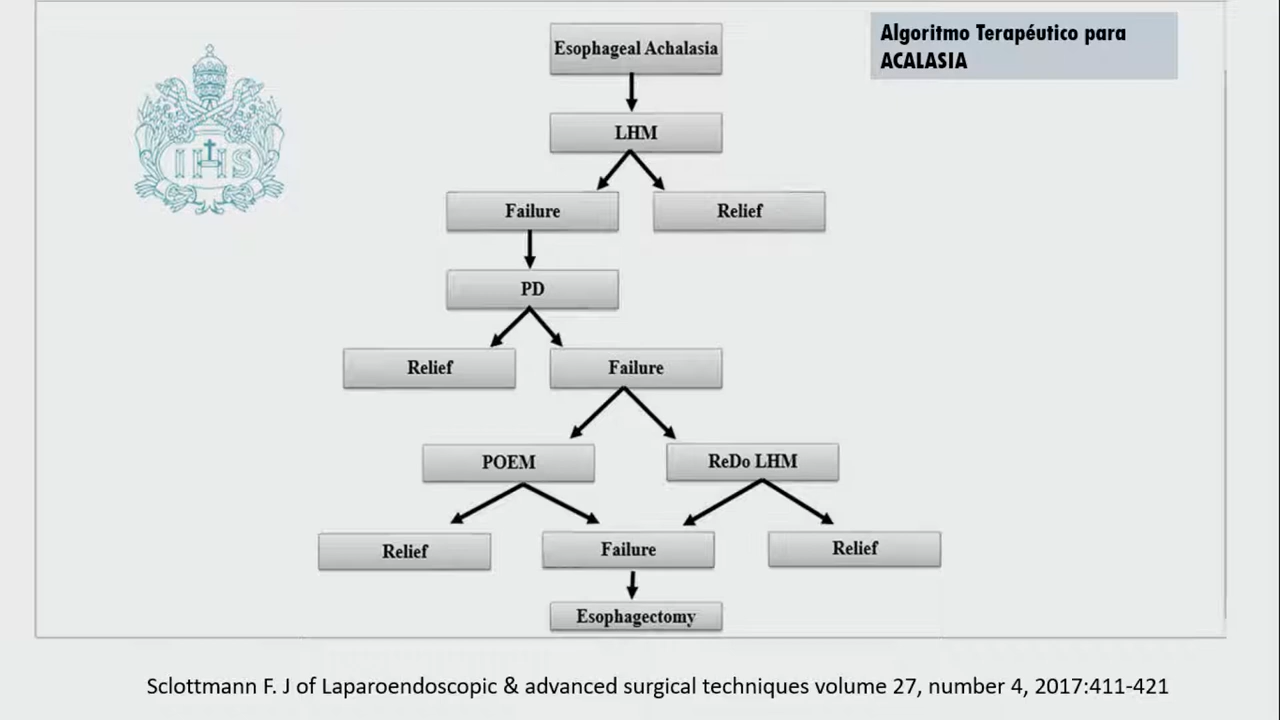 Esophageal Achalasia
Algoritmo Terapéutico para
ACALASIA
LHM
IHS
Failure
Relief
PD
Relief
Failure
POEM
ReDo LHM
Relief
Failure
Relief
Esophagectomy
Sclottmann F. J of Laparoendoscopic & advanced surgical techniques volume 27, number 4, 2017:411-421